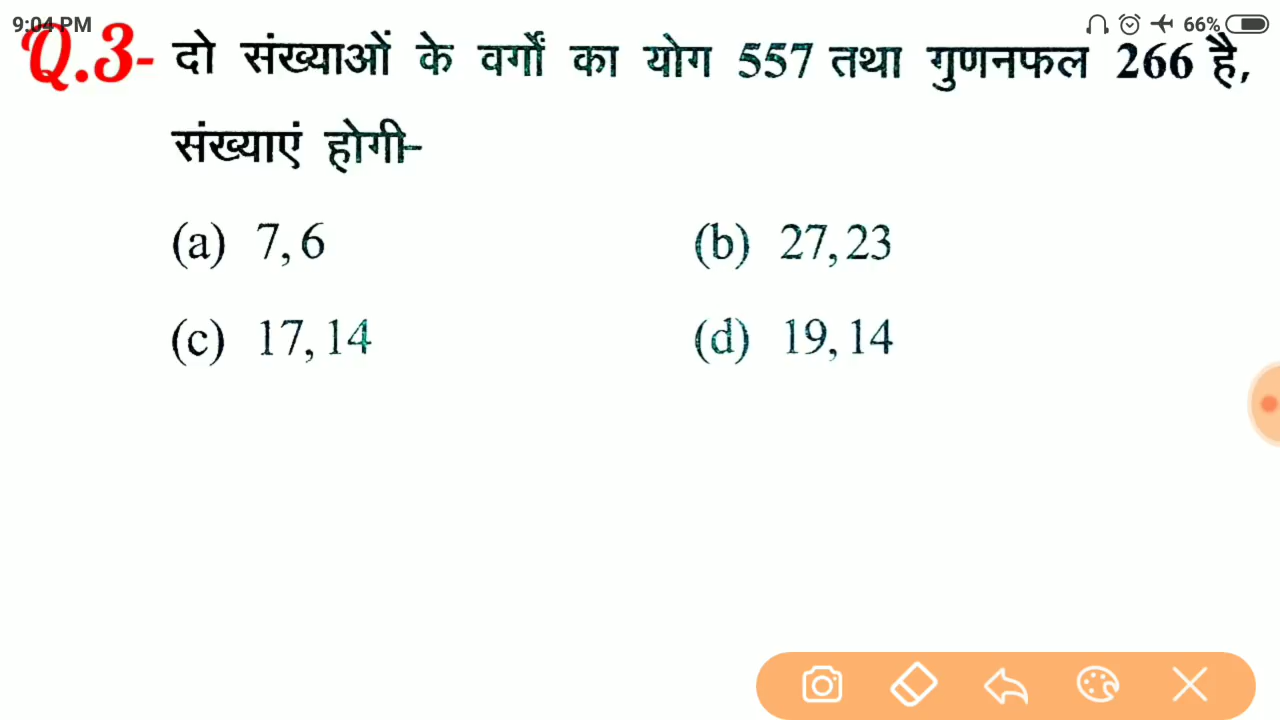 9:04 PM 66%
Q.3- दो संख्याओं के वर्गों का योग 557 तथा गुणनफल 266 है,
संख्याएं होगी-
(a) 7, 6 (b) 27, 23
(c) 17, 14 (d) 19, 14